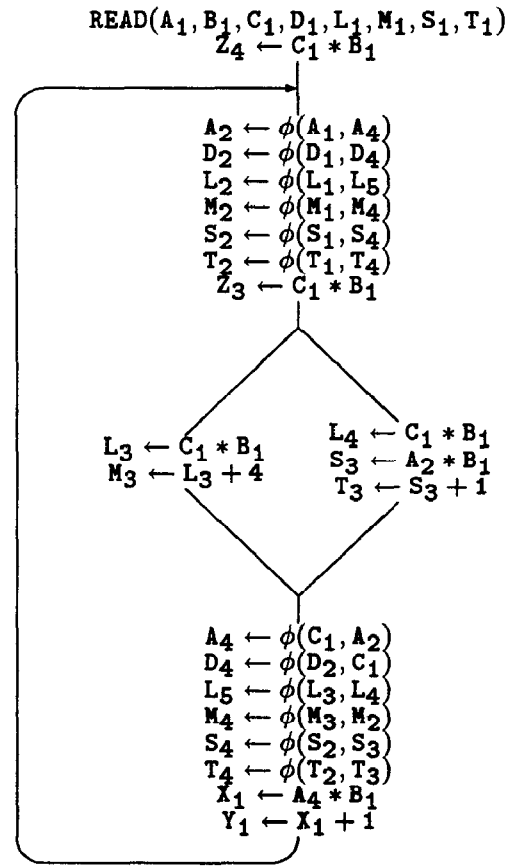 READ(A₁, B₁, C₁, D₁, L₁, M₁, S₁, T₁)
Z₄ ← C₁ * B₁
A₂ ← ϕ(A₁, A₄)
D₂ ← ϕ(D₁, D₄)
L₂ ← ϕ(L₁, L₅)
M₂ ← ϕ(M₁, M₄)
S₂ ← ϕ(S₁, S₄)
T₂ ← ϕ(T₁, T₄)
Z₃ ← C₁ * B₁
L₃ ← C₁ * B₁
M₃ ← L₃ + 4
L₄ ← C₁ * B₁
S₃ ← A₂ * B₁
T₃ ← S₃ + 1
A₄ ← ϕ(C₁, A₂)
D₄ ← ϕ(D₂, C₁)
L₅ ← ϕ(L₃, L₄)
M₄ ← ϕ(M₃, M₂)
S₄ ← ϕ(S₂, S₃)
T₄ ← ϕ(T₂, T₃)
X₁ ← A₄ * B₁
Y₁ ← X₁ + 1